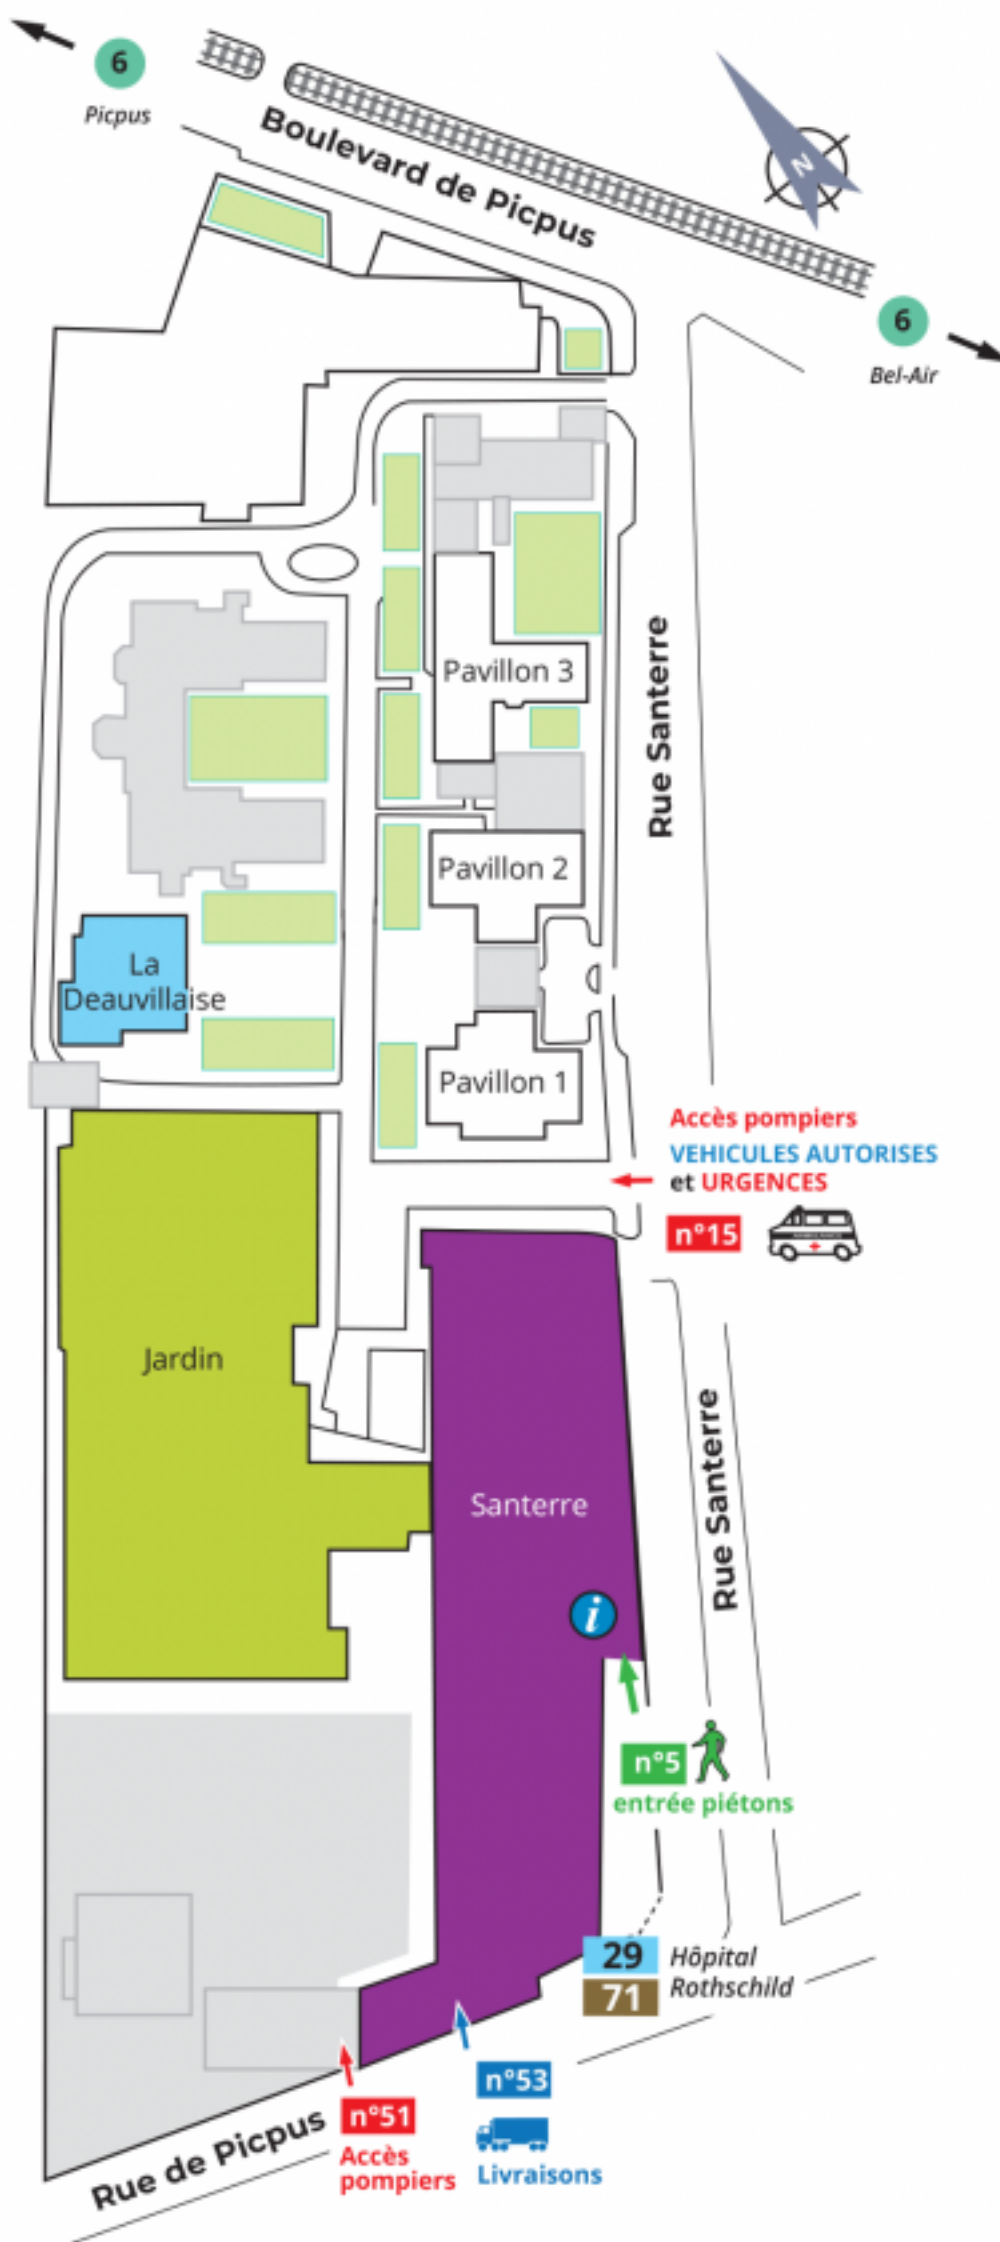 6
Picpus
Boulevard de Picpus
N
6
Bel-Air
Pavillon 3
Rue Santerre
Pavillon 2
La
Deauvillaise
Pavillon 1
Accès pompiers
VEHICULES AUTORISES
et URGENCES
n°15
Jardin
Rue Santerre
Santerre
i
n°5
entrée piétons
29
Hôpital
71
Rothschild
n°53
Livraisons
n°51
Accès
pompiers
Rue de Picpus